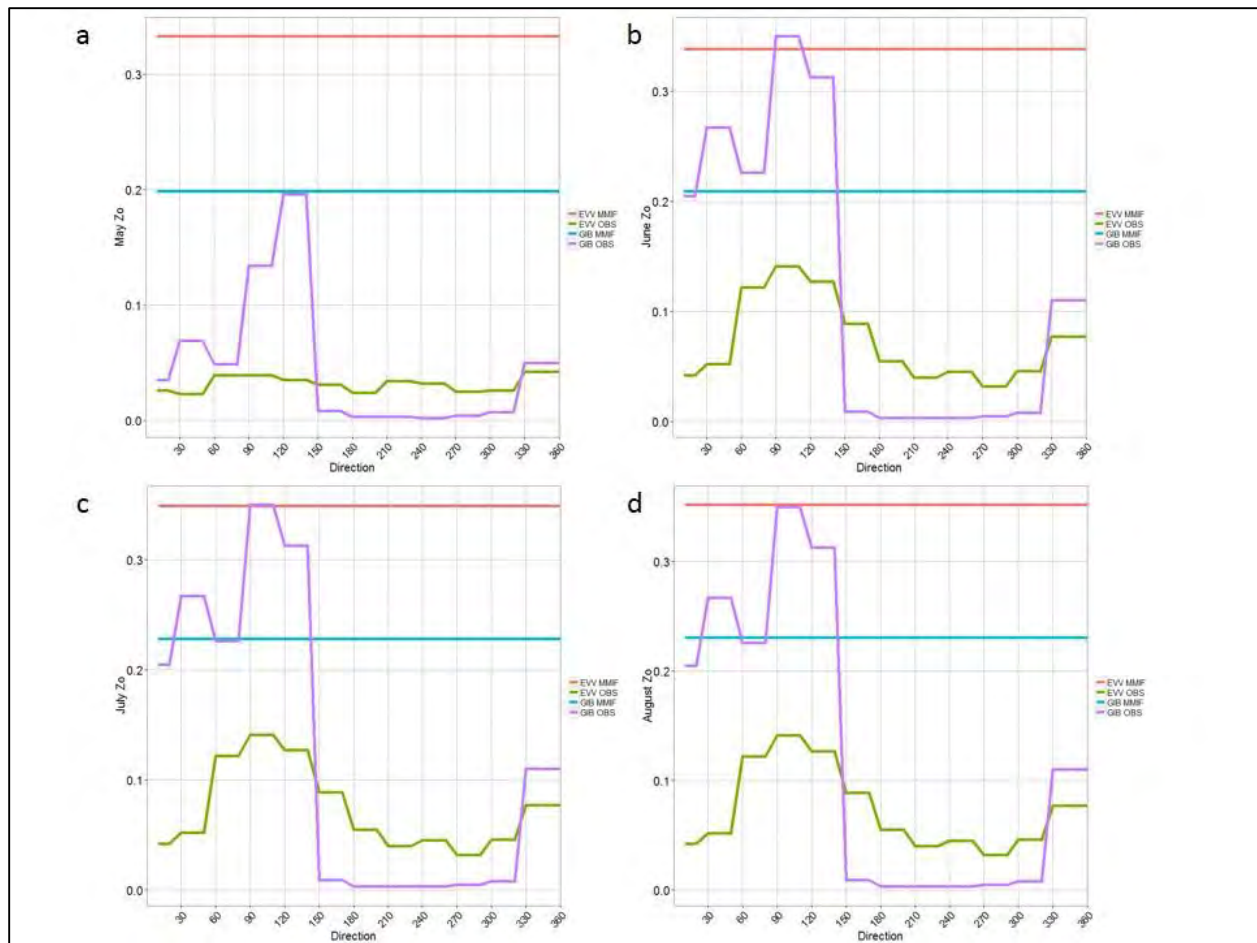 a
0.3
0.2
0.1
0.0
May Zo
30 60 90 120 150 180 210 240 270 300 330 360
Direction
EVV MMIF
EVV OBS
GIB MMIF
GIB OBS
b
0.3
0.2
0.1
0.0
June Zo
30 60 90 120 150 180 210 240 270 300 330 360
Direction
EVV MMIF
EVV OBS
GIB MMIF
GIB OBS
c
0.3
0.2
0.1
0.0
July Zo
30 60 90 120 150 180 210 240 270 300 330 360
Direction
EVV MMIF
EVV OBS
GIB MMIF
GIB OBS
d
0.3
0.2
0.1
0.0
August Zo
30 60 90 120 150 180 210 240 270 300 330 360
Direction
EVV MMIF
EVV OBS
GIB MMIF
GIB OBS